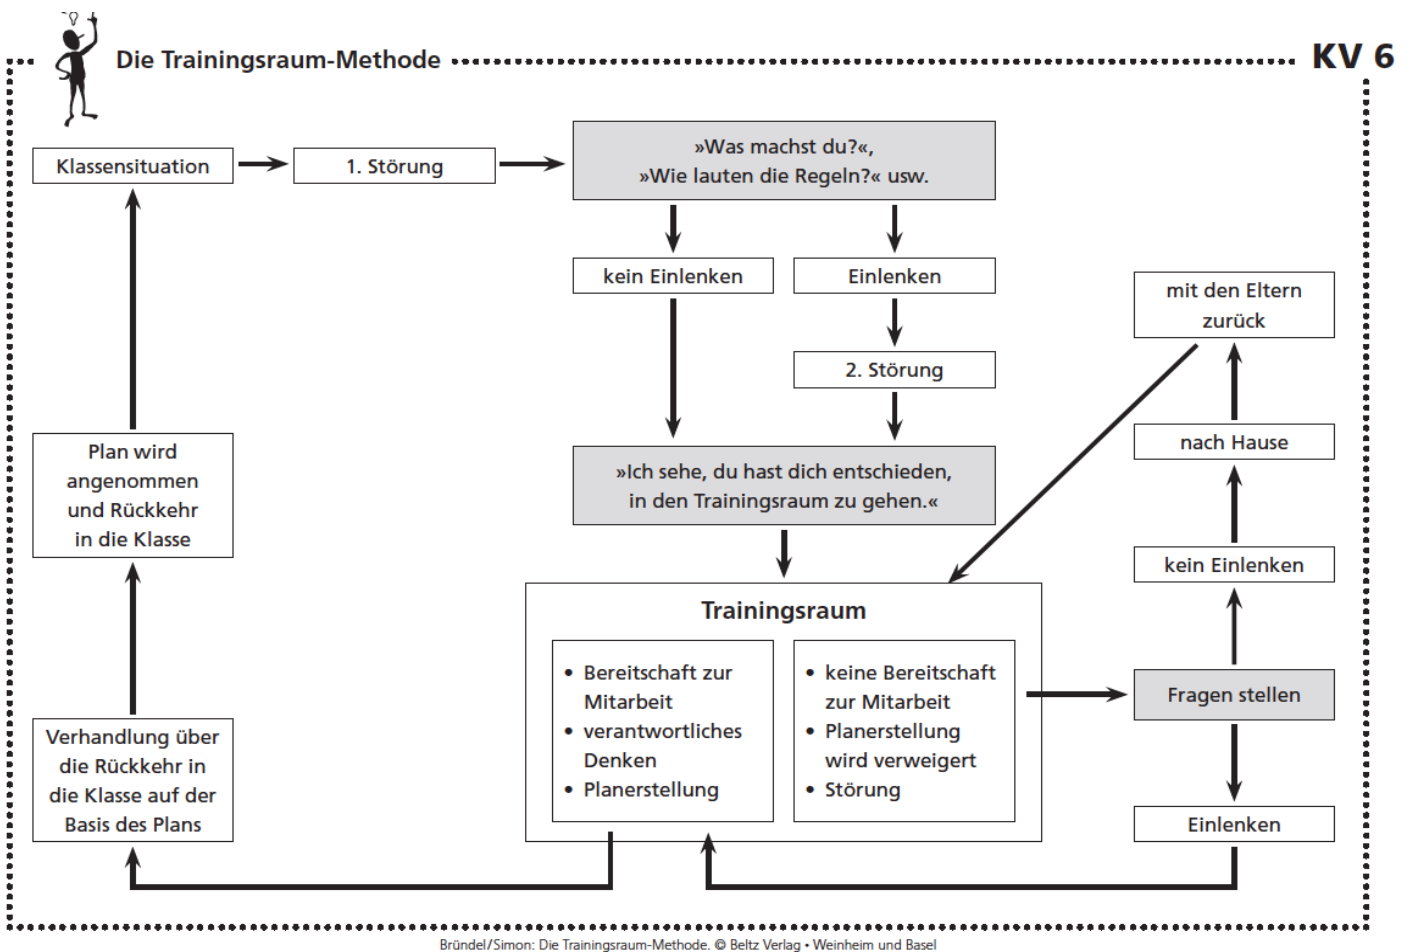 Die Trainingsraum-Methode
KV 6
Klassensituation
1. Störung
»Was machst du?«,
»Wie lauten die Regeln?« usw.
kein Einlenken
Einlenken
2. Störung
mit den Eltern
zurück
nach Hause
kein Einlenken
Plan wird
angenommen
und Rückkehr
in die Klasse
»Ich sehe, du hast dich entschieden,
in den Trainingsraum zu gehen.«
Trainingsraum
• Bereitschaft zur
Mitarbeit
• verantwortliches
Denken
• Planerstellung
• keine Bereitschaft
zur Mitarbeit
• Planerstellung
wird verweigert
• Störung
Fragen stellen
Einlenken
Verhandlung über
die Rückkehr in
die Klasse auf der
Basis des Plans
Bründel/Simon: Die Trainingsraum-Methode. © Beltz Verlag • Weinheim und Basel